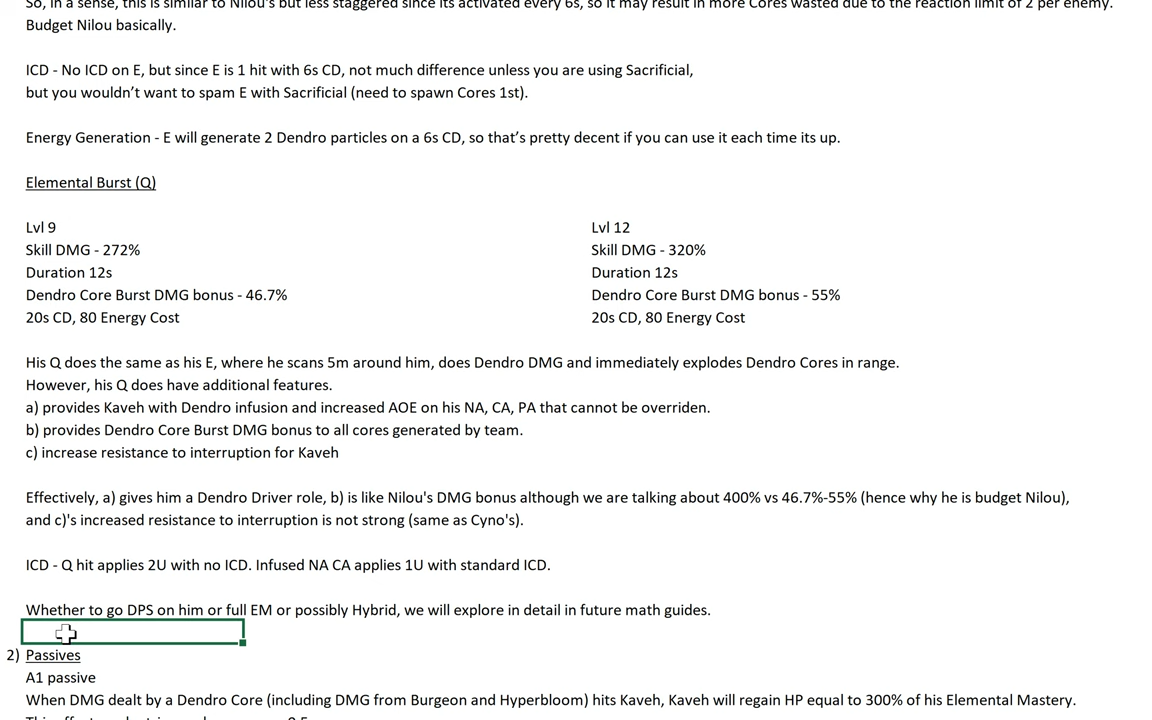 So, in a sense, this is similar to Nilou's but less staggered since its activated every 6s, so it may result in more Cores wasted due to the reaction limit of 2 per enemy.
Budget Nilou basically.
ICD - No ICD on E, but since E is 1 hit with 6s CD, not much difference unless you are using Sacrificial,
but you wouldn't want to spam E with Sacrificial (need to spawn Cores 1st).
Energy Generation - E will generate 2 Dendro particles on a 6s CD, so that's pretty decent if you can use it each time its up.
Elemental Burst (Q)
Lvl 9 Lvl 12
Skill DMG - 272% Skill DMG - 320%
Duration 12s Duration 12s
Dendro Core Burst DMG bonus - 46.7% Dendro Core Burst DMG bonus - 55%
20s CD, 80 Energy Cost 20s CD, 80 Energy Cost
His Q does the same as his E, where he scans 5m around him, does Dendro DMG and immediately explodes Dendro Cores in range.
However, his Q does have additional features.
a) provides Kaveh with Dendro infusion and increased AOE on his NA, CA, PA that cannot be overriden.
b) provides Dendro Core Burst DMG bonus to all cores generated by team.
c) increase resistance to interruption for Kaveh
Effectively, a) gives him a Dendro Driver role, b) is like Nilou's DMG bonus although we are talking about 400% vs 46.7%-55% (hence why he is budget Nilou),
and c)'s increased resistance to interruption is not strong (same as Cyno's).
ICD - Q hit applies 2U with no ICD. Infused NA CA applies 1U with standard ICD.
Whether to go DPS on him or full EM or possibly Hybrid, we will explore in detail in future math guides.
2) Passives
A1 passive
When DMG dealt by a Dendro Core (including DMG from Burgeon and Hyperbloom) hits Kaveh, Kaveh will regain HP equal to 300% of his Elemental Mastery.